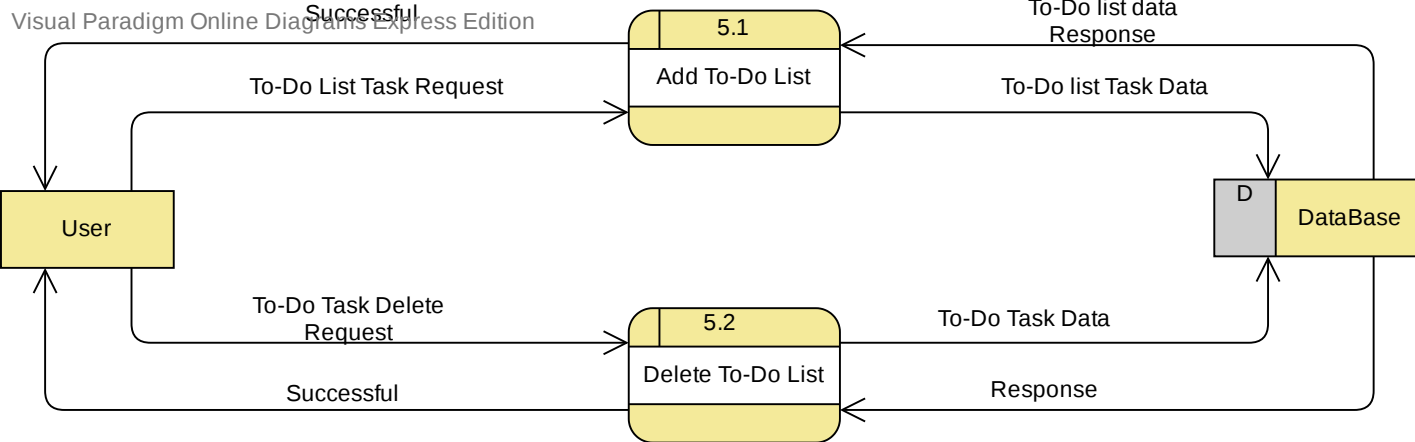 Successful
Visual Paradigm Online Diagrams Express Edition
To-Do list data
Response
5.1
Add To-Do List
To-Do List Task Request
To-Do list Task Data
User
D
DataBase
To-Do Task Delete
Request
5.2
Delete To-Do List
To-Do Task Data
Successful
Response